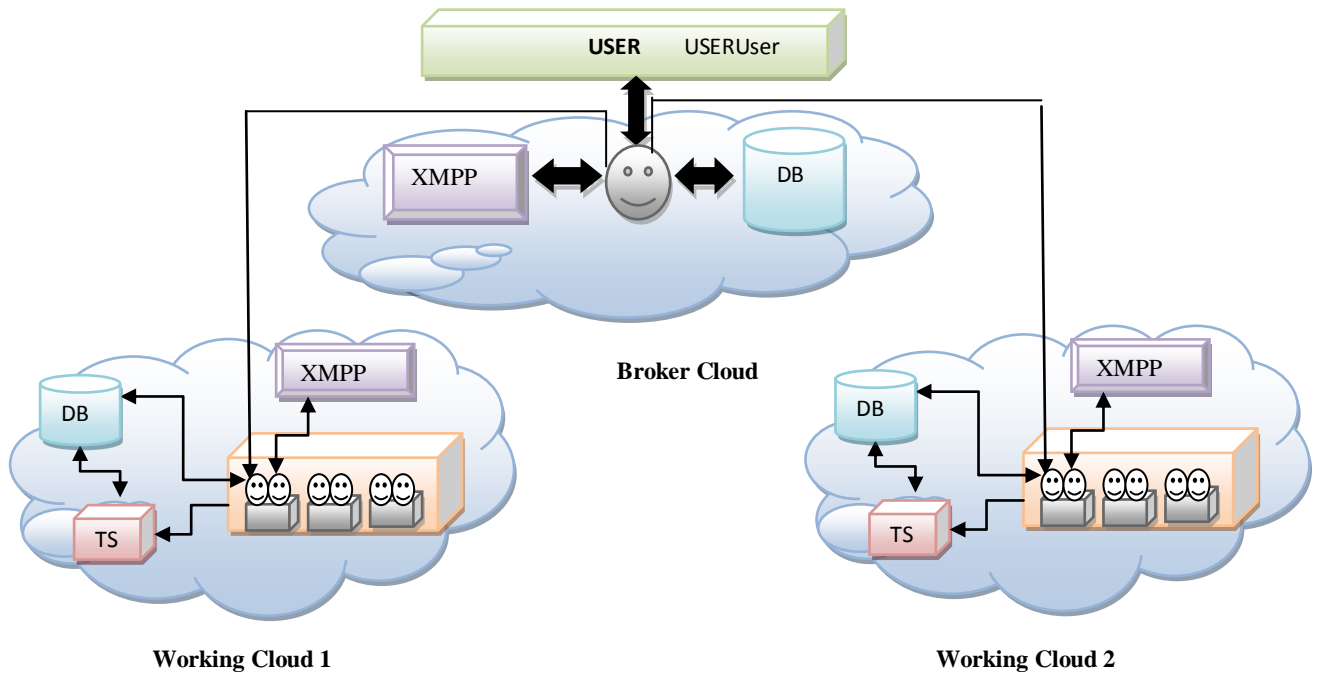 USER USERUser
XMPP
DB
Broker Cloud
XMPP
DB
TS
Working Cloud 1
XMPP
DB
TS
Working Cloud 2